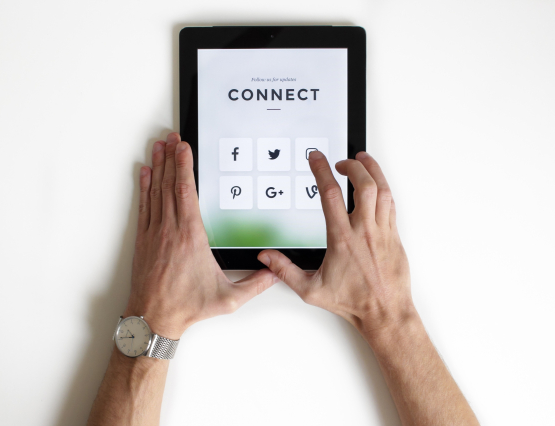 Follow us for updates
CONNECT
f
G+